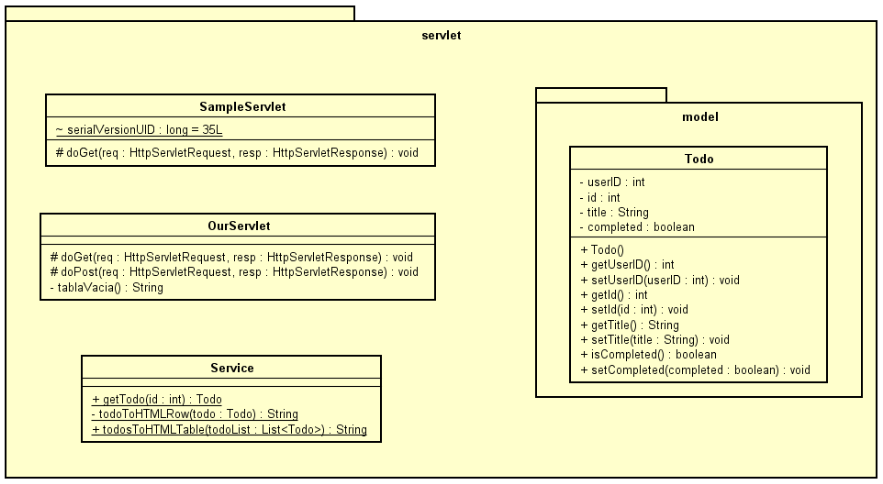 servlet
SampleServlet
~ serialVersionUID : long = 35L
# doGet(req : HttpServletRequest, resp : HttpServletResponse) : void
OurServlet
# doGet(req : HttpServletRequest, resp : HttpServletResponse) : void
# doPost(req : HttpServletRequest, resp : HttpServletResponse) : void
- tablaVacia() : String
Service
+ getTodo(id : int) : Todo
- todoToHTMLRow(todo : Todo) : String
+ todosToHTMLTable(todoList : List<Todo>) : String
model
Todo
- userID : int
- id : int
- title : String
- completed : boolean
+ Todo()
+ getUserID() : int
+ setUserID(userID : int) : void
+ getId() : int
+ setId(id : int) : void
+ getTitle() : String
+ setTitle(title : String) : void
+ isCompleted() : boolean
+ setCompleted(completed : boolean) : void